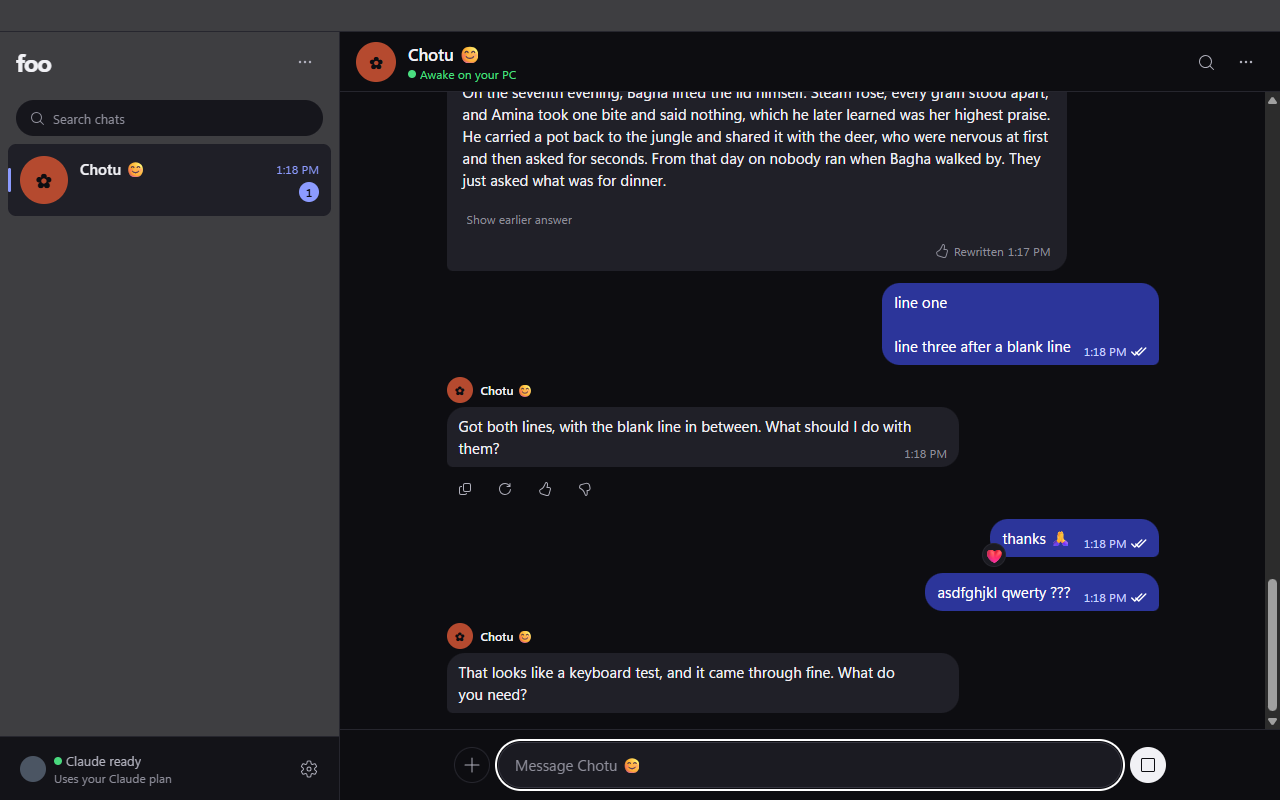 foo
Search chats
Chotu 😊
1:18 PM
1
Claude ready
Uses your Claude plan
Chotu 😊
Awake on your PC
On the seventh evening, Bagha lifted the lid himself. Steam rose, every grain stood apart,
and Amina took one bite and said nothing, which he later learned was her highest praise.
He carried a pot back to the jungle and shared it with the deer, who were nervous at first
and then asked for seconds. From that day on nobody ran when Bagha walked by. They
just asked what was for dinner.
Show earlier answer
Rewritten 1:17 PM
line one
line three after a blank line 1:18 PM
Chotu 😊
Got both lines, with the blank line in between. What should I do with
them?
1:18 PM
thanks 🙏 1:18 PM
❤️
asdfghjkl qwerty ??? 1:18 PM
Chotu 😊
That looks like a keyboard test, and it came through fine. What do
you need?
Message Chotu 😊